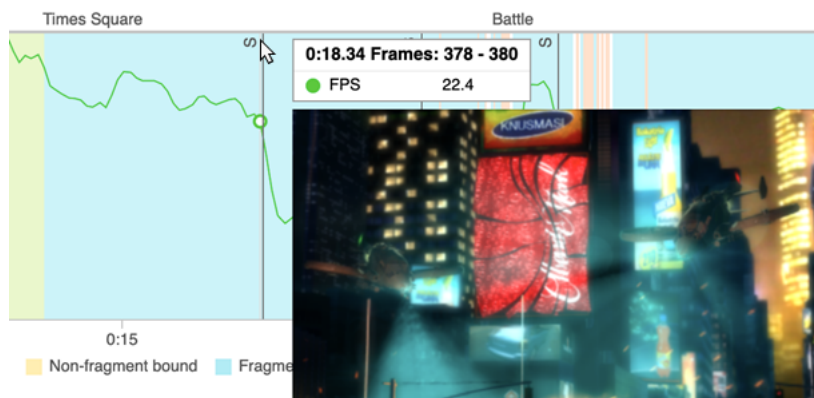 Times Square
Battle
S
S
0:18.34 Frames: 378 - 380
FPS
22.4
KNUSMASI
0:15
Non-fragment bound
Fragme